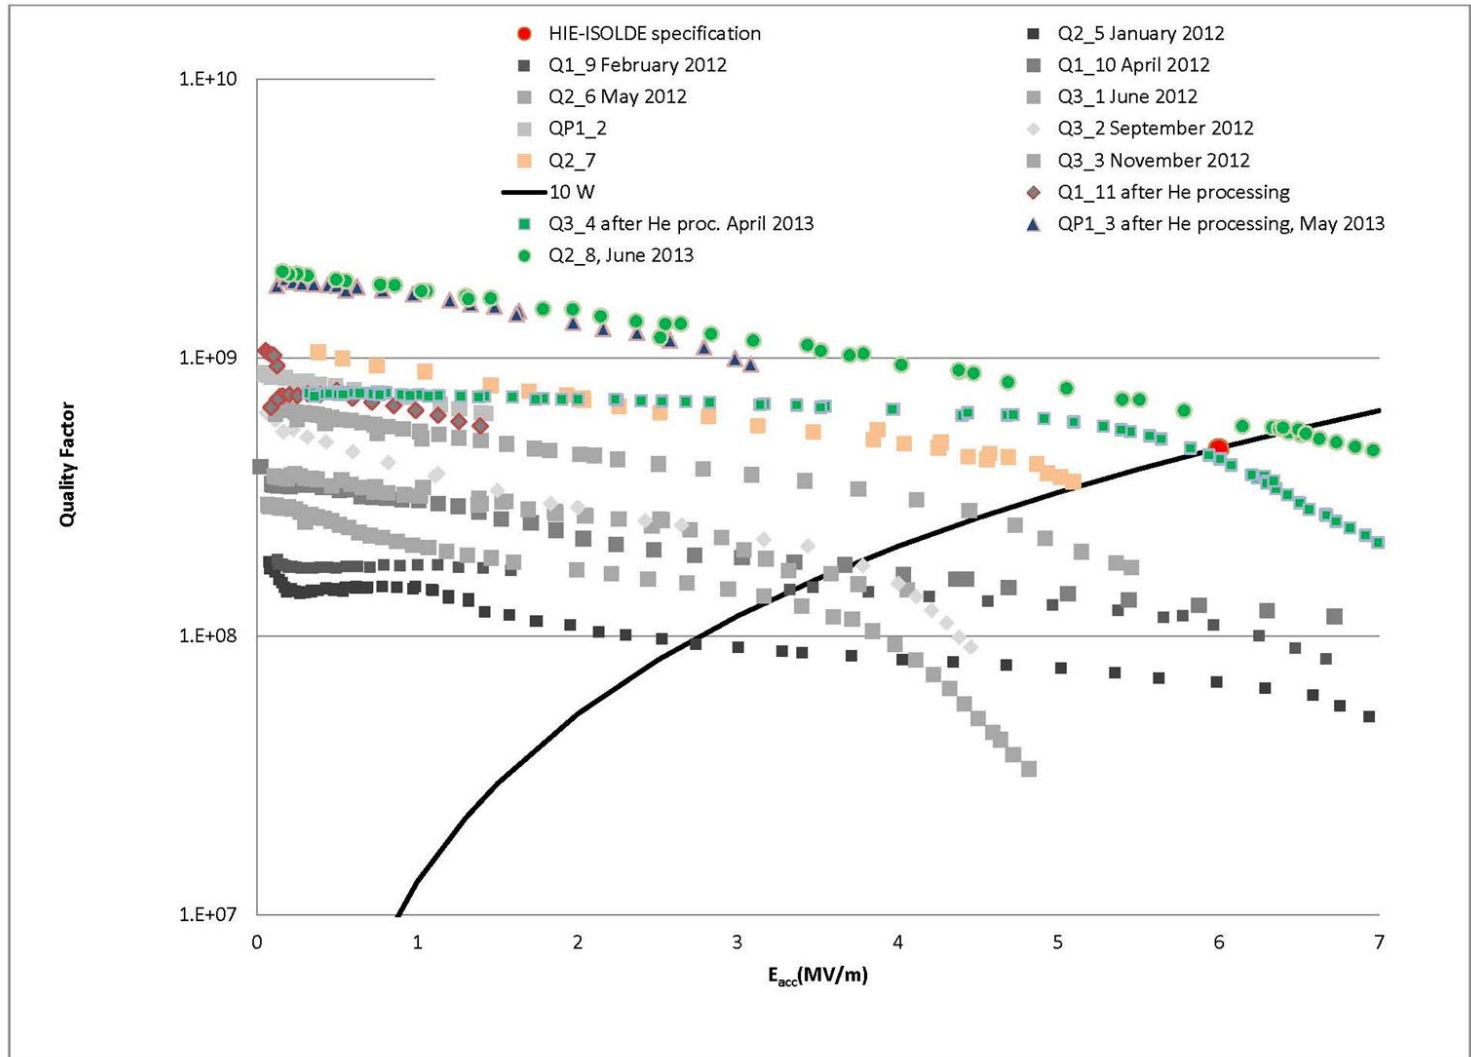 HIE-ISOLDE specification
Q2_5 January 2012
Q1_9 February 2012
Q1_10 April 2012
Q2_6 May 2012
Q3_1 June 2012
QP1_2
Q3_2 September 2012
Q2_7
Q3_3 November 2012
10 W
Q1_11 after He processing
Q3_4 after He proc. April 2013
QP1_3 after He processing, May 2013
Q2_8, June 2013
1.E+10
1.E+09
1.E+08
1.E+07
Quality Factor
0 1 2 3 4 5 6 7
Eacc(MV/m)